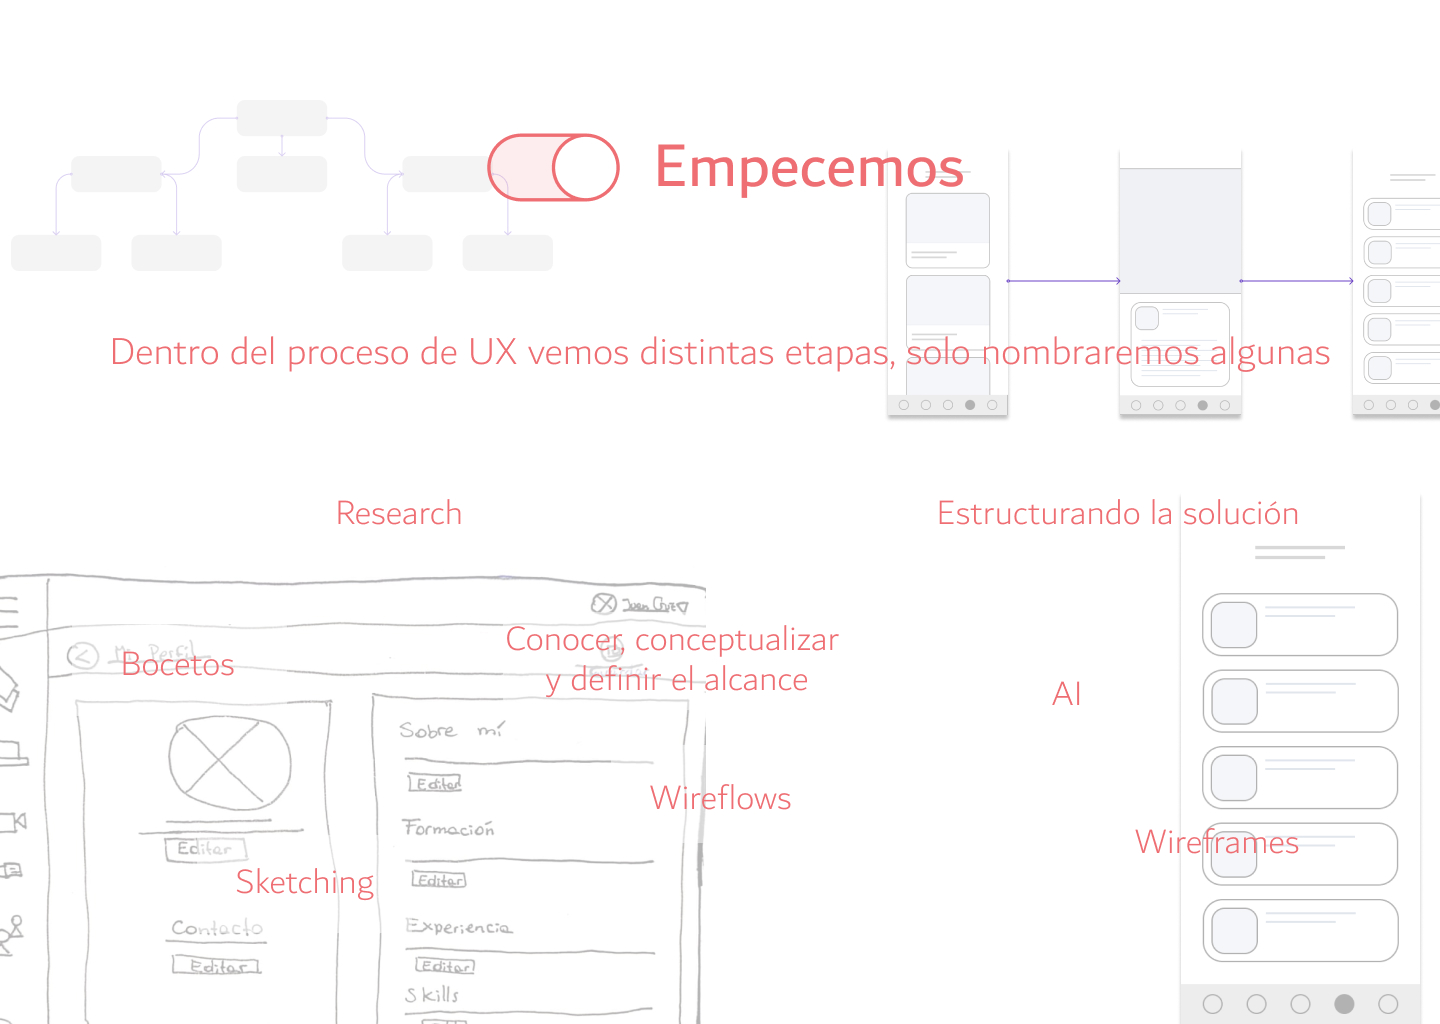 Empecemos
Dentro del proceso de UX vemos distintas etapas, solo nombraremos algunas
Research
Estructurando la solución
Conocer, conceptualizar
y definir el alcance
Bocetos
AI
Wireflows
Wireframes
Sketching
Mi Perfil
Sobre mí
Editar
Formación
Editar
Editar
Contacto
Editar
Experiencia
Editar
Skills